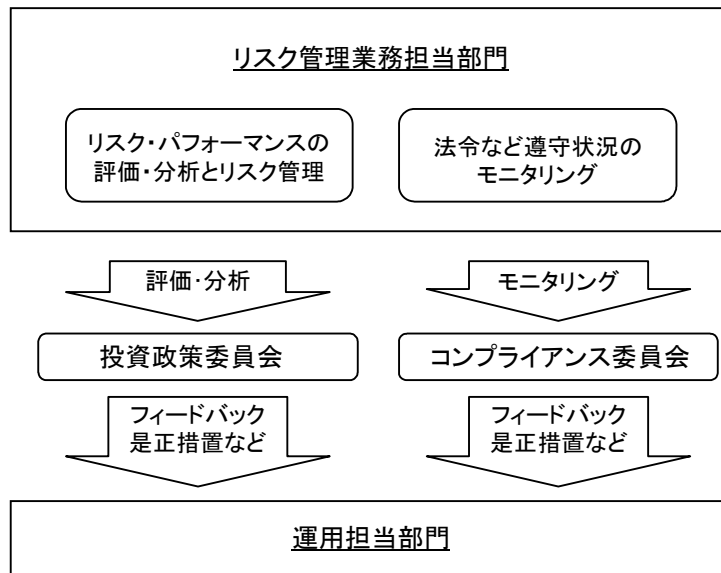 リスク管理業務担当部門
リスク・パフォーマンスの
評価・分析とリスク管理
法令など遵守状況の
モニタリング
評価・分析
モニタリング
投資政策委員会
コンプライアンス委員会
フィードバック
是正措置など
フィードバック
是正措置など
運用担当部門